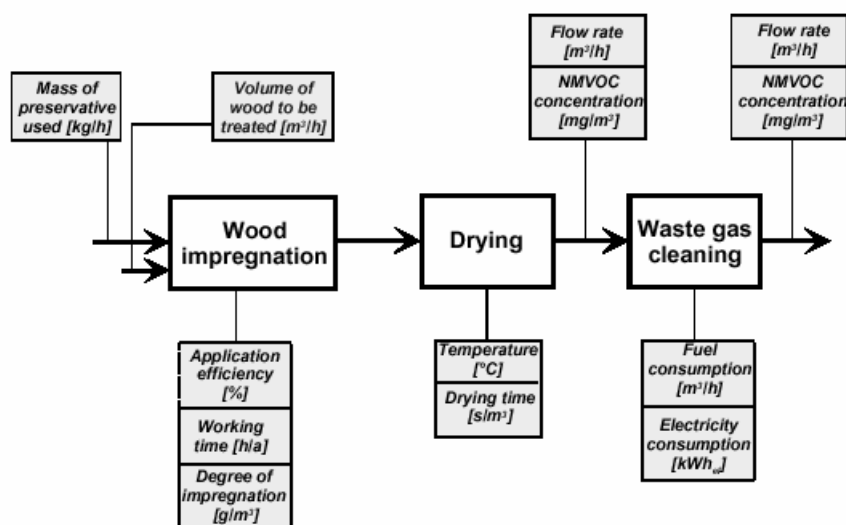 Mass of
preservative
used [kg/h]
Volume of
wood to be
treated [m³/h]
Flow rate
[m³/h]
NMVOC
concentration
[mg/m³]
Flow rate
[m³/h]
NMVOC
concentration
[mg/m³]
Wood
impregnation
Drying
Waste gas
cleaning
Application
efficiency
[%]
Working
time [h/a]
Degree of
impregnation
[g/m³]
Temperature
[°C]
Drying time
[s/m³]
Fuel
consumption
[m³/h]
Electricity
consumption
[kWhₑₗ]